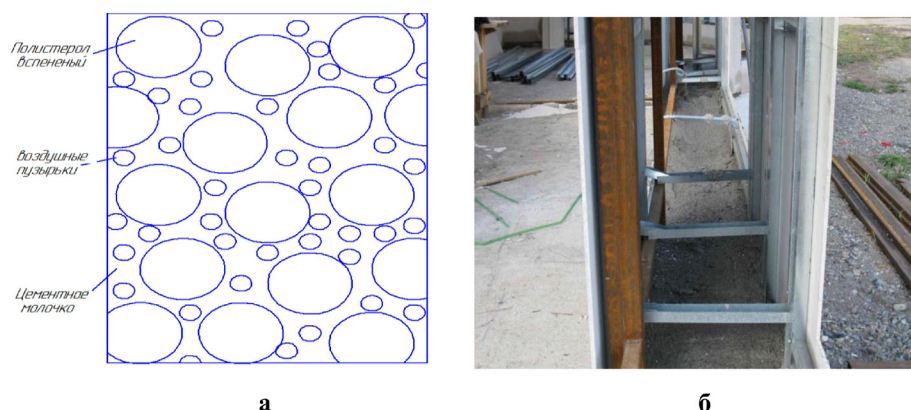 Полистерол
вспененый
воздушные
пузырьки
Цементное
молочко
а
б